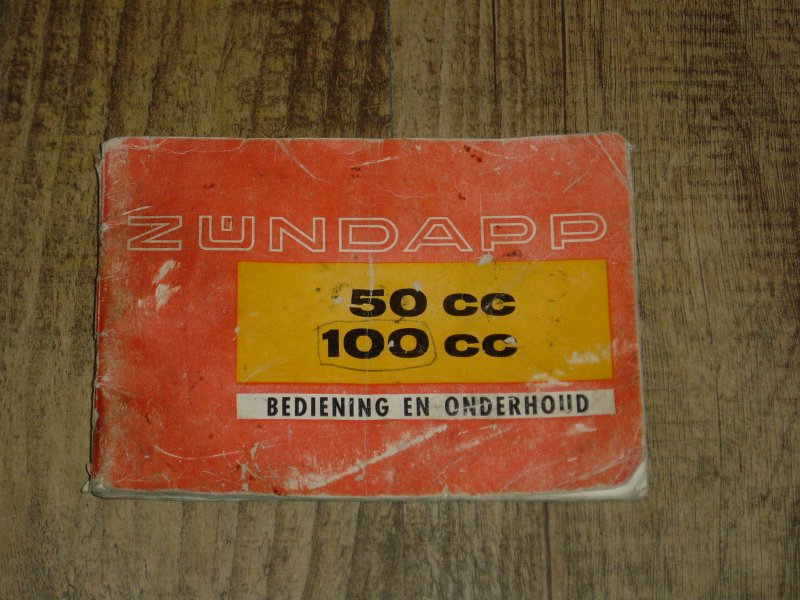 ZÜNDAPP
50 cc
100 cc
BEDIENING EN ONDERHOUD